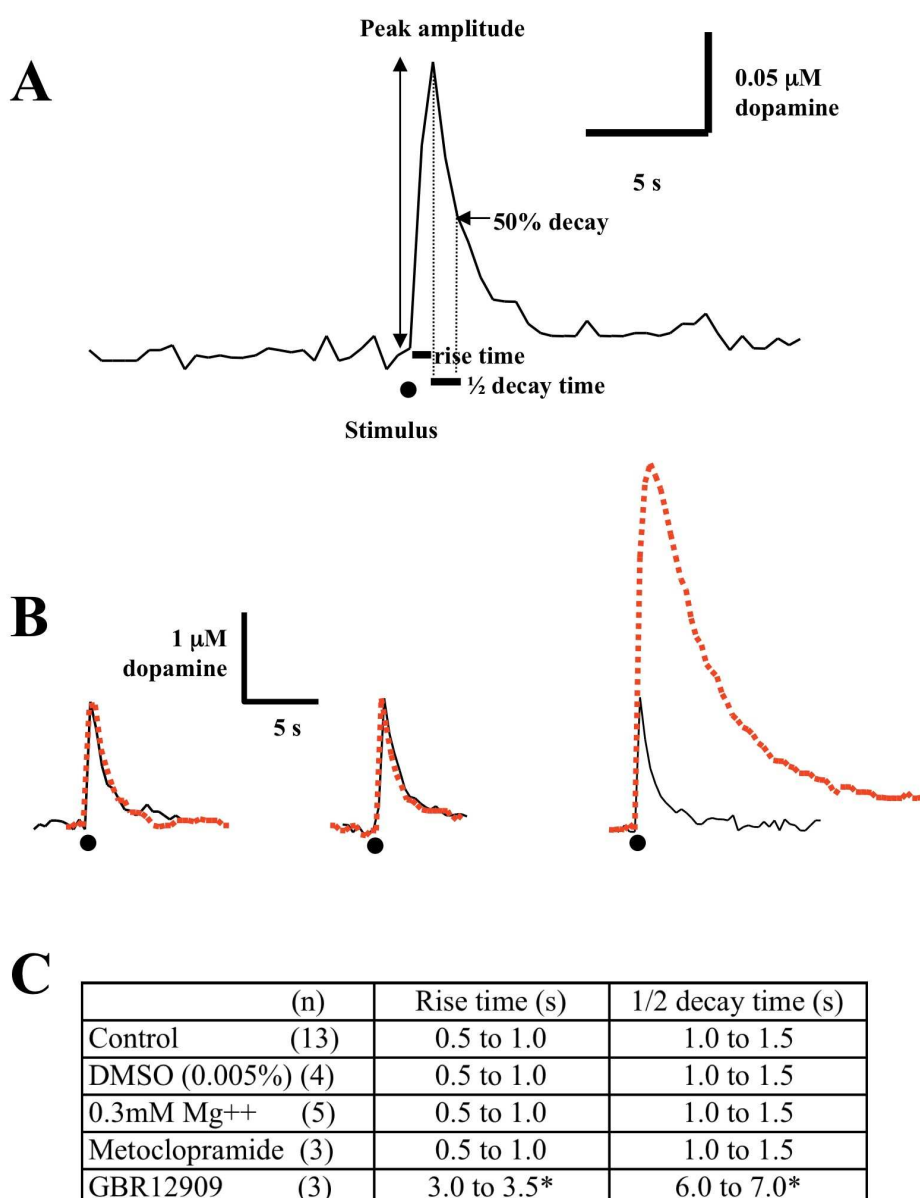 A
Peak amplitude
0.05 µM
dopamine
5 s
50% decay
rise time
½ decay time
Stimulus
B
1 µM
dopamine
5 s
C
(n) Rise time (s) 1/2 decay time (s)
Control (13) 0.5 to 1.0 1.0 to 1.5
DMSO (0.005%) (4) 0.5 to 1.0 1.0 to 1.5
0.3mM Mg++ (5) 0.5 to 1.0 1.0 to 1.5
Metoclopramide (3) 0.5 to 1.0 1.0 to 1.5
GBR12909 (3) 3.0 to 3.5* 6.0 to 7.0*